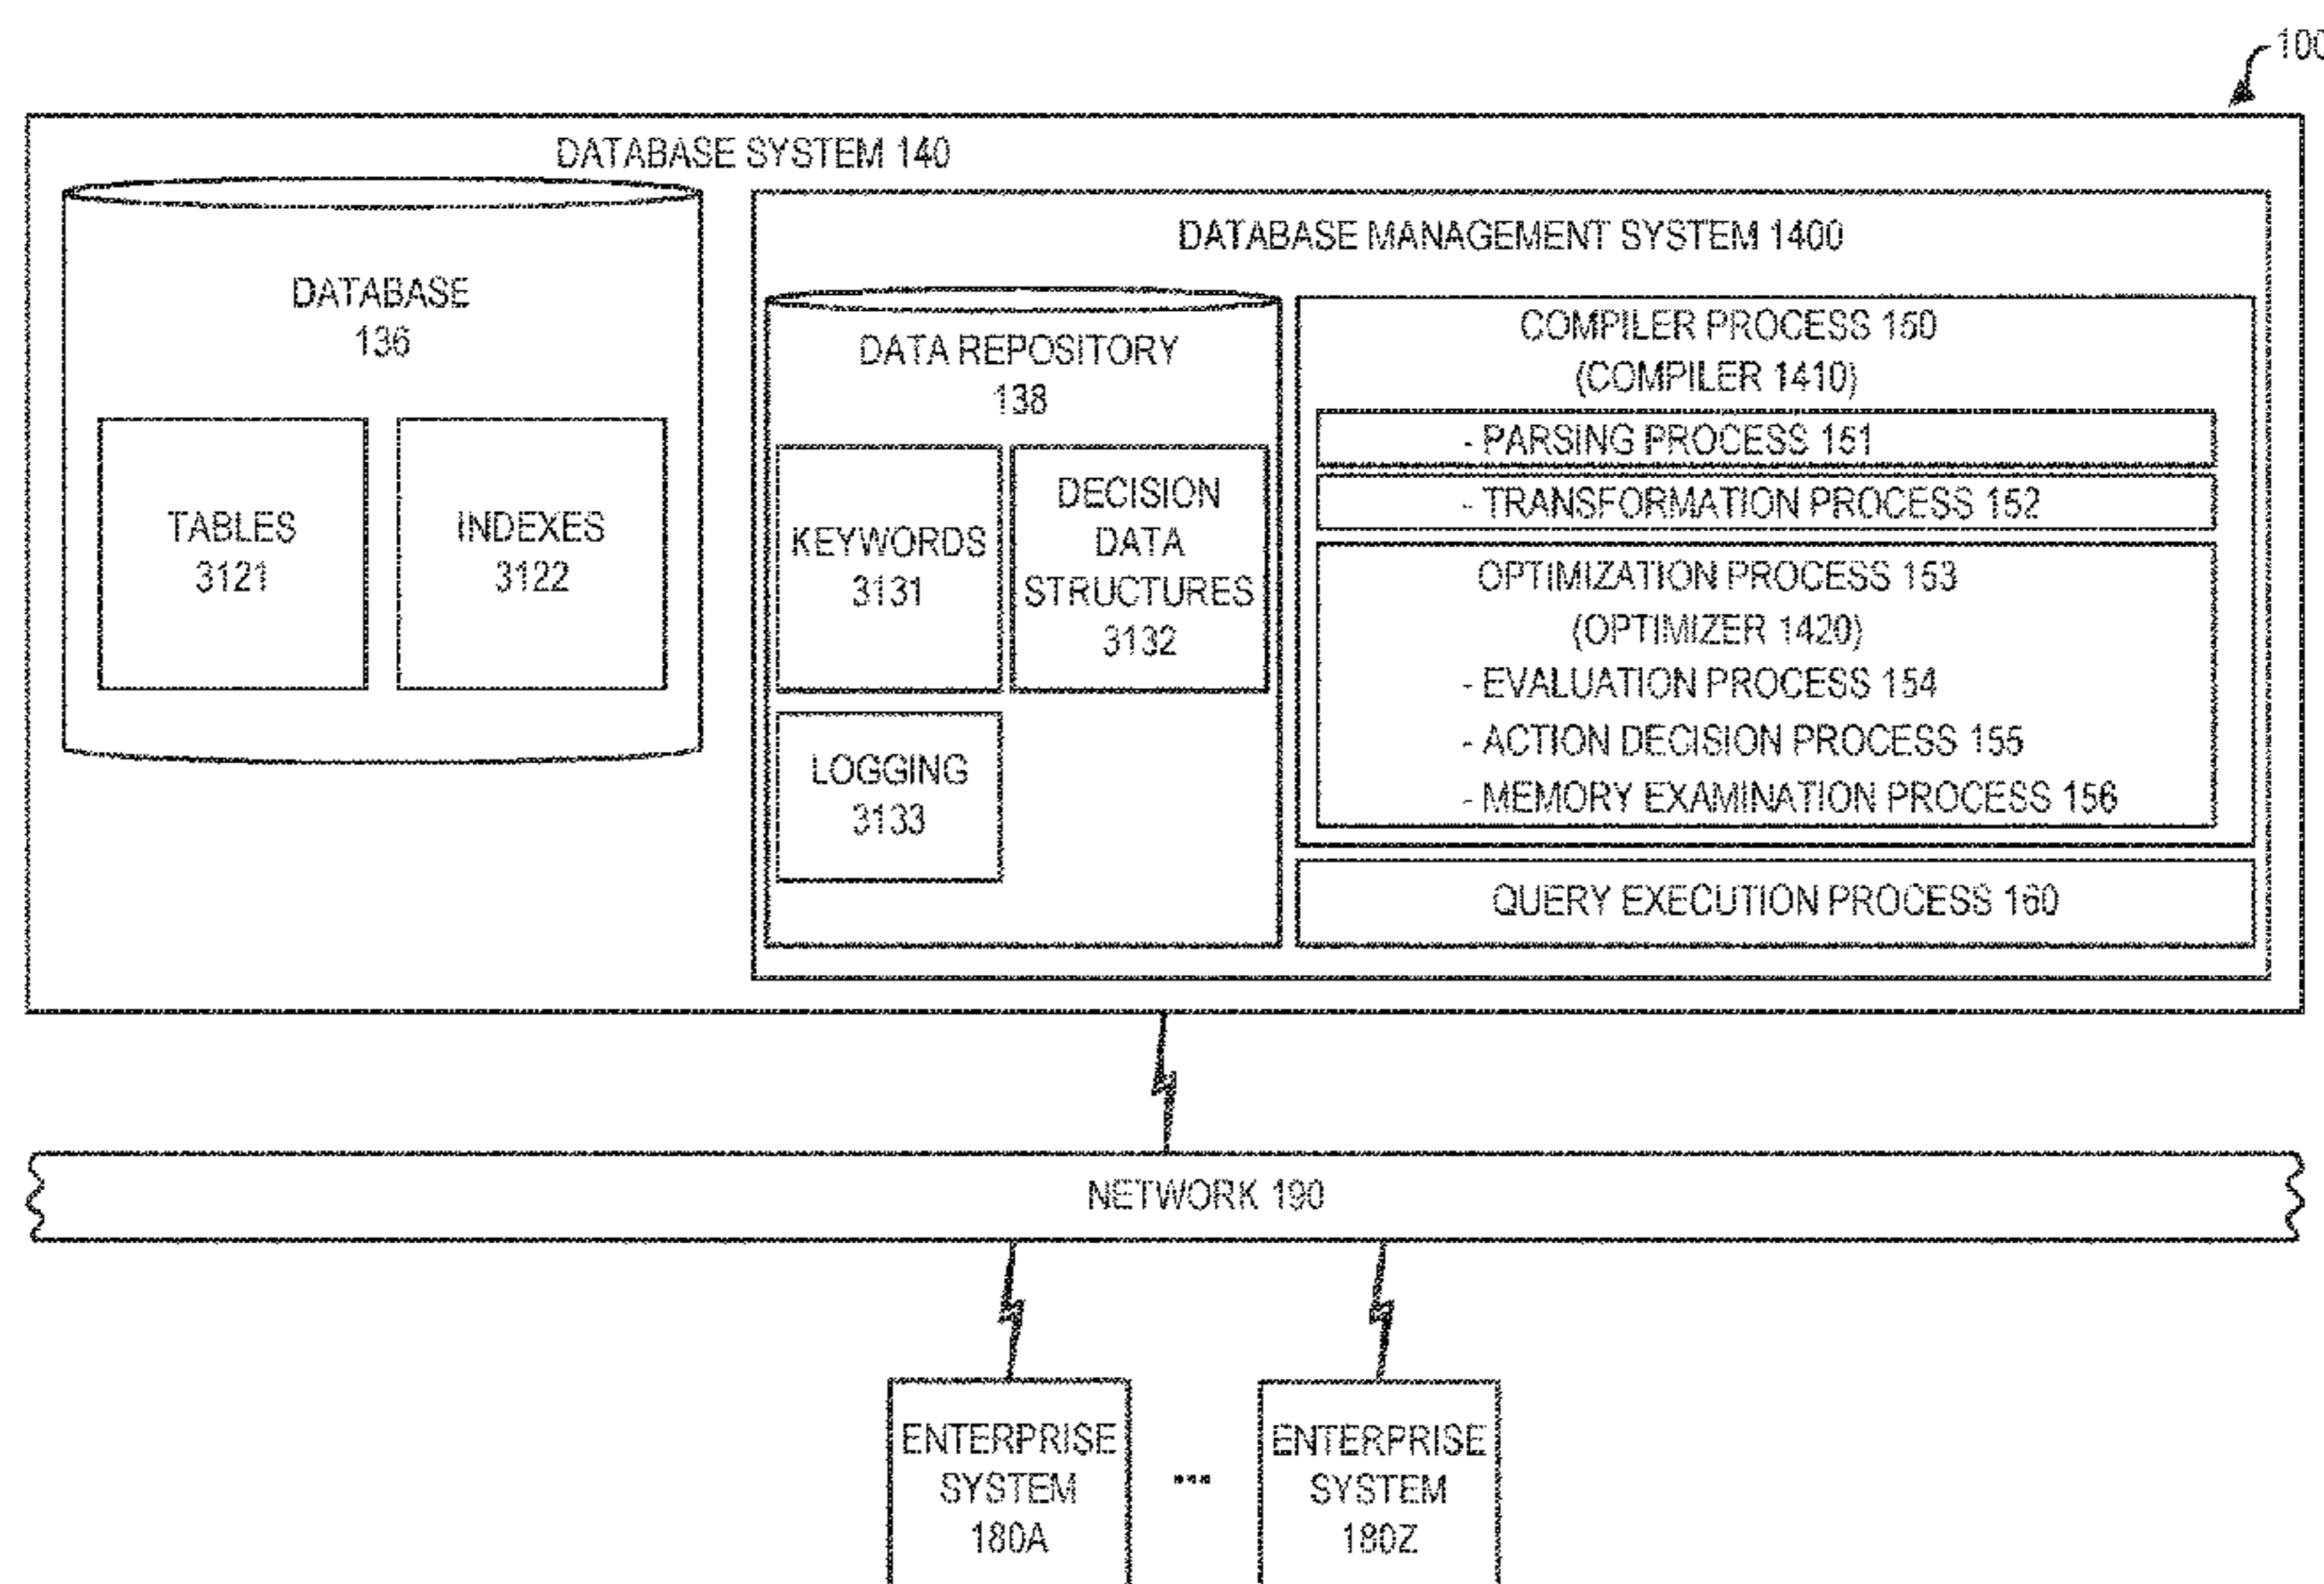 100
DATABASE SYSTEM 140
DATABASE
136
TABLES
3121
INDEXES
3122
DATABASE MANAGEMENT SYSTEM 1400
DATA REPOSITORY
138
KEYWORDS
3131
DECISION
DATA
STRUCTURES
3132
LOGGING
3133
COMPILER PROCESS 150
(COMPILER 1410)
- PARSING PROCESS 151
- TRANSFORMATION PROCESS 152
OPTIMIZATION PROCESS 153
(OPTIMIZER 1420)
- EVALUATION PROCESS 154
- ACTION DECISION PROCESS 155
- MEMORY EXAMINATION PROCESS 156
QUERY EXECUTION PROCESS 160
NETWORK 190
ENTERPRISE
SYSTEM
180A
...
ENTERPRISE
SYSTEM
180Z